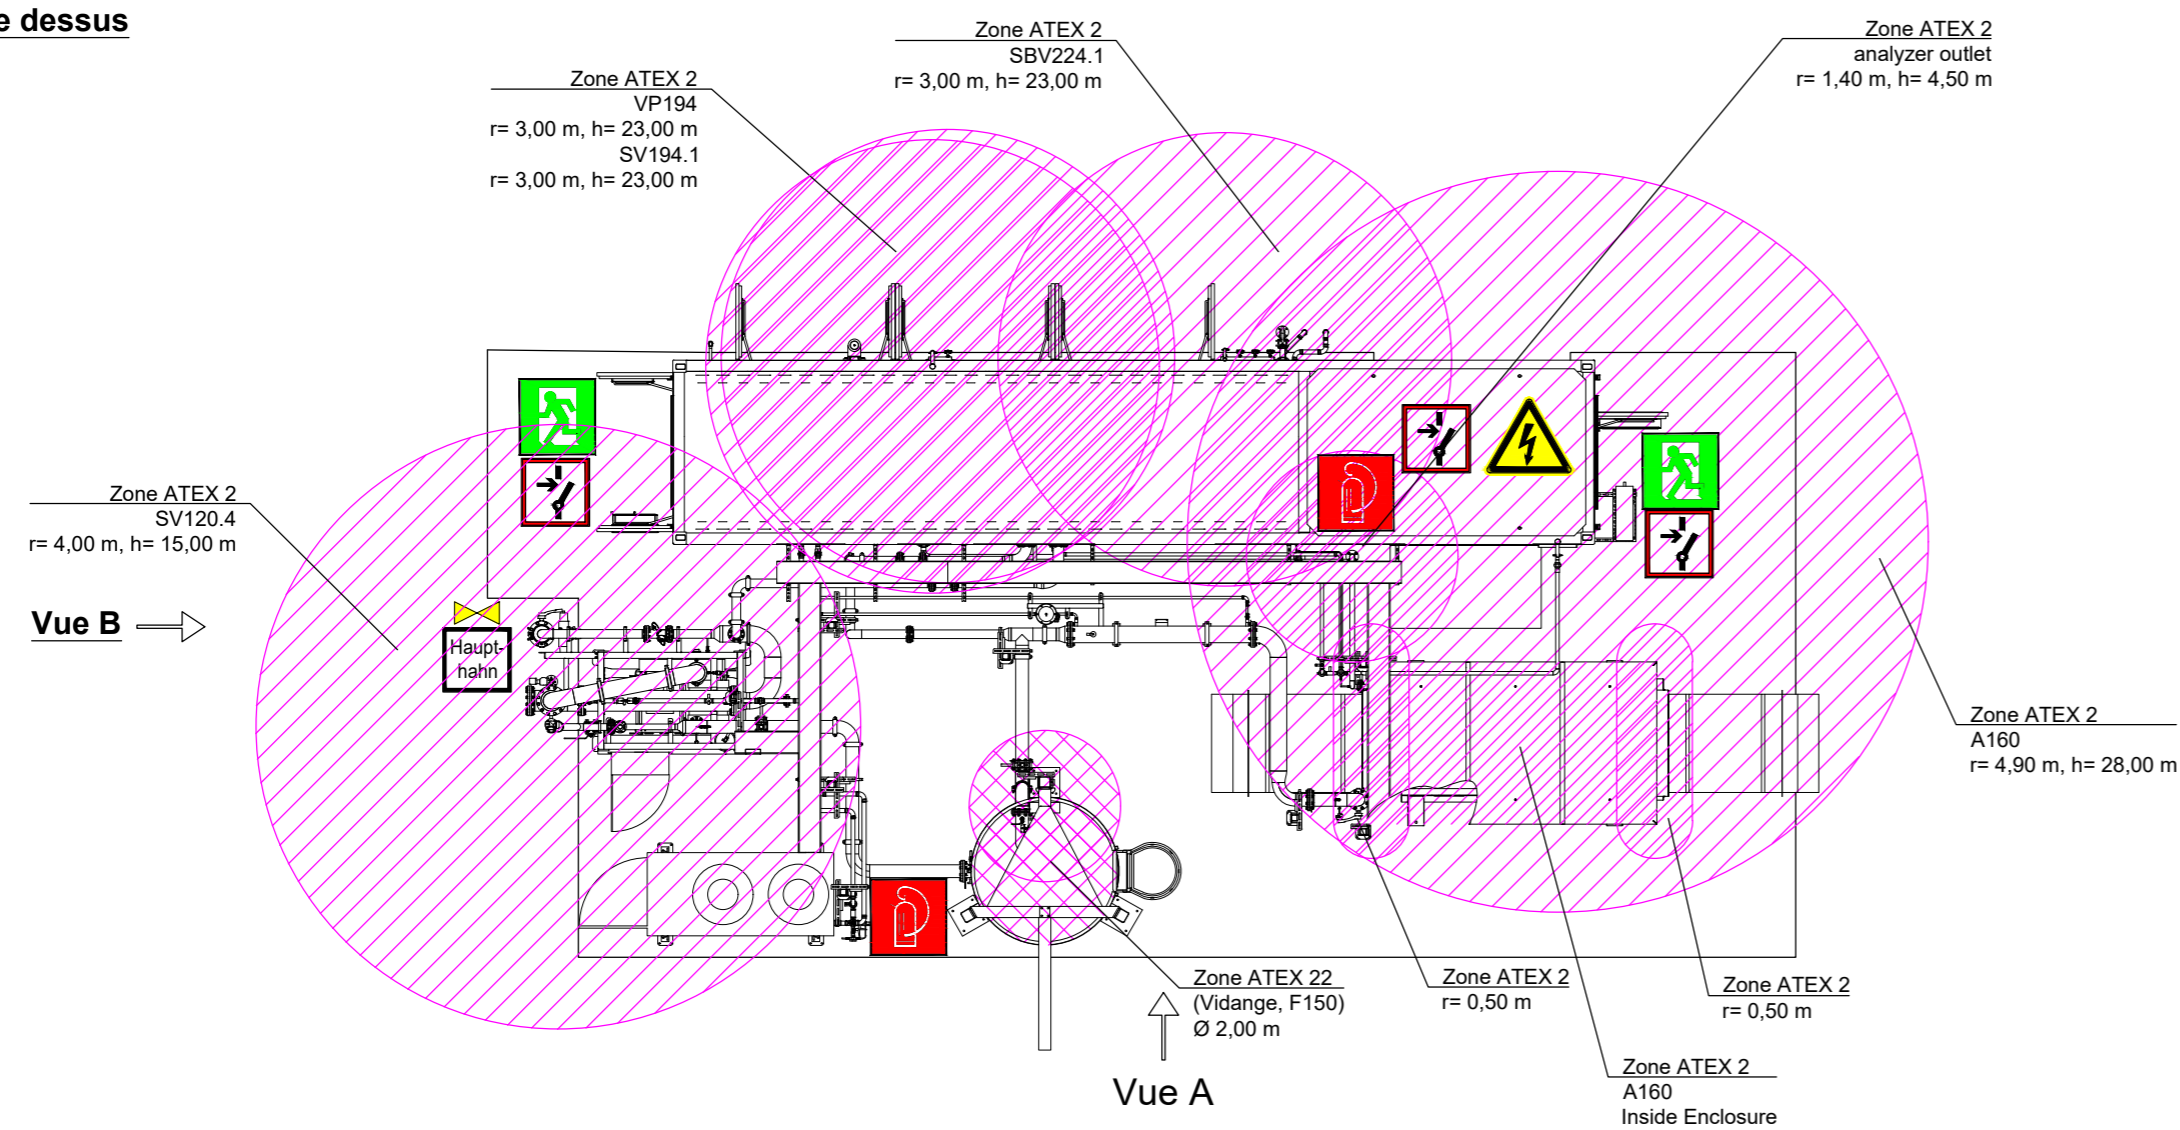 e dessus
Zone ATEX 2
SBV224.1
r= 3,00 m, h= 23,00 m
Zone ATEX 2
analyzer outlet
r= 1,40 m, h= 4,50 m
Zone ATEX 2
VP194
r= 3,00 m, h= 23,00 m
SV194.1
r= 3,00 m, h= 23,00 m
Zone ATEX 2
SV120.4
r= 4,00 m, h= 15,00 m
Vue B
Haupt-
hahn
Zone ATEX 2
A160
r= 4,90 m, h= 28,00 m
Zone ATEX 22
(Vidange, F150)
Ø 2,00 m
Zone ATEX 2
r= 0,50 m
Zone ATEX 2
r= 0,50 m
Vue A
Zone ATEX 2
A160
Inside Enclosure